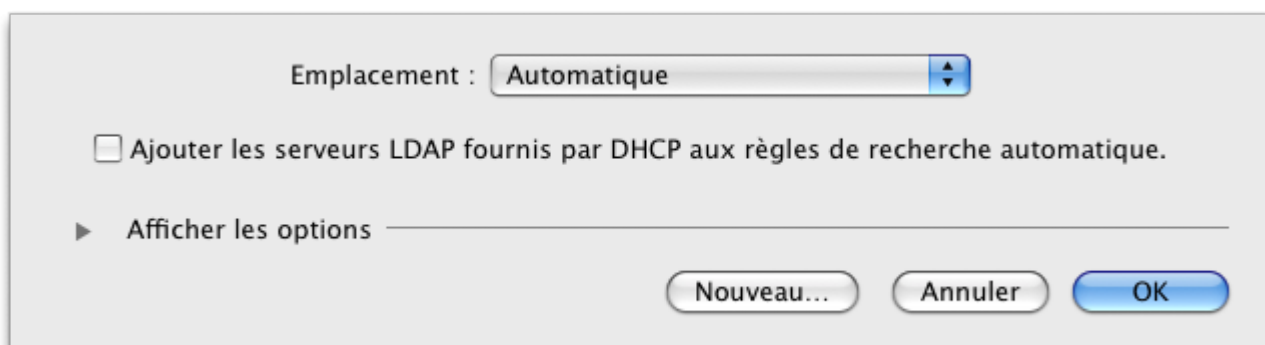 Emplacement : Automatique
Ajouter les serveurs LDAP fournis par DHCP aux règles de recherche automatique.
Afficher les options
Nouveau... Annuler OK